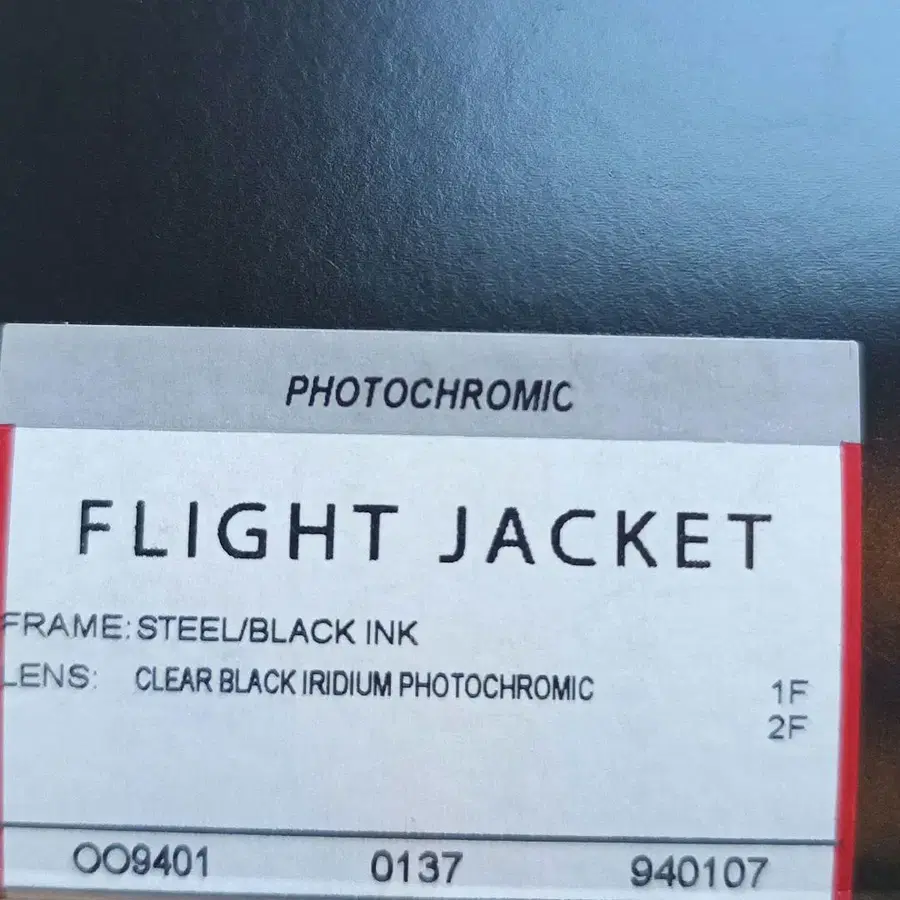 PHOTOCHROMIC
FLIGHT JACKET
FRAME: STEEL/BLACK INK
LENS: CLEAR BLACK IRIDIUM PHOTOCHROMIC
1F
2F
OO9401 0137 940107